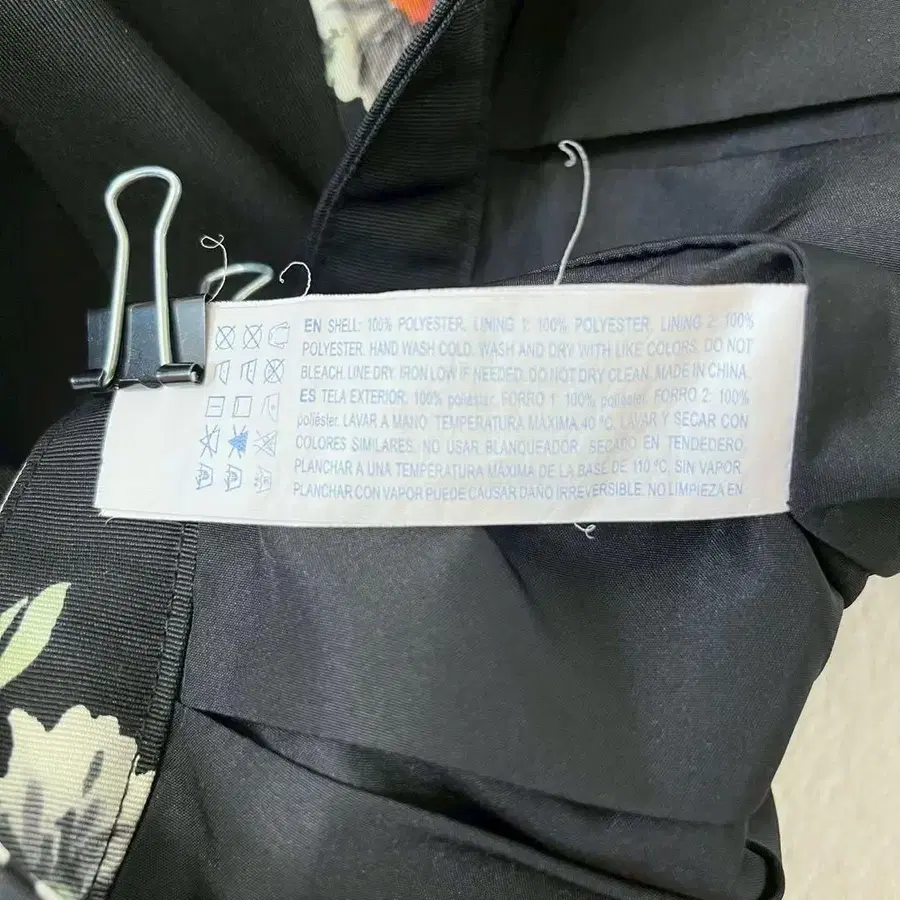 EN SHELL: 100% POLYESTER. LINING 1: 100% POLYESTER. LINING 2: 100%
POLYESTER. HAND WASH COLD. WASH AND DRY WITH LIKE COLORS. DO NOT
BLEACH. LINE DRY. IRON LOW IF NEEDED. DO NOT DRY CLEAN. MADE IN CHINA.
ES TELA EXTERIOR: 100% poliéster. FORRO 1: 100% poliéster. FORRO 2: 100%
poliéster. LAVAR A MANO. TEMPERATURA MÁXIMA 40 ºC. LAVAR Y SECAR CON
COLORES SIMILARES. NO USAR BLANQUEADOR. SECADO EN TENDEDERO.
PLANCHAR A UNA TEMPERATURA MÁXIMA DE LA BASE DE 110 ºC, SIN VAPOR.
PLANCHAR CON VAPOR PUEDE CAUSAR DAÑO IRREVERSIBLE. NO LIMPIEZA EN